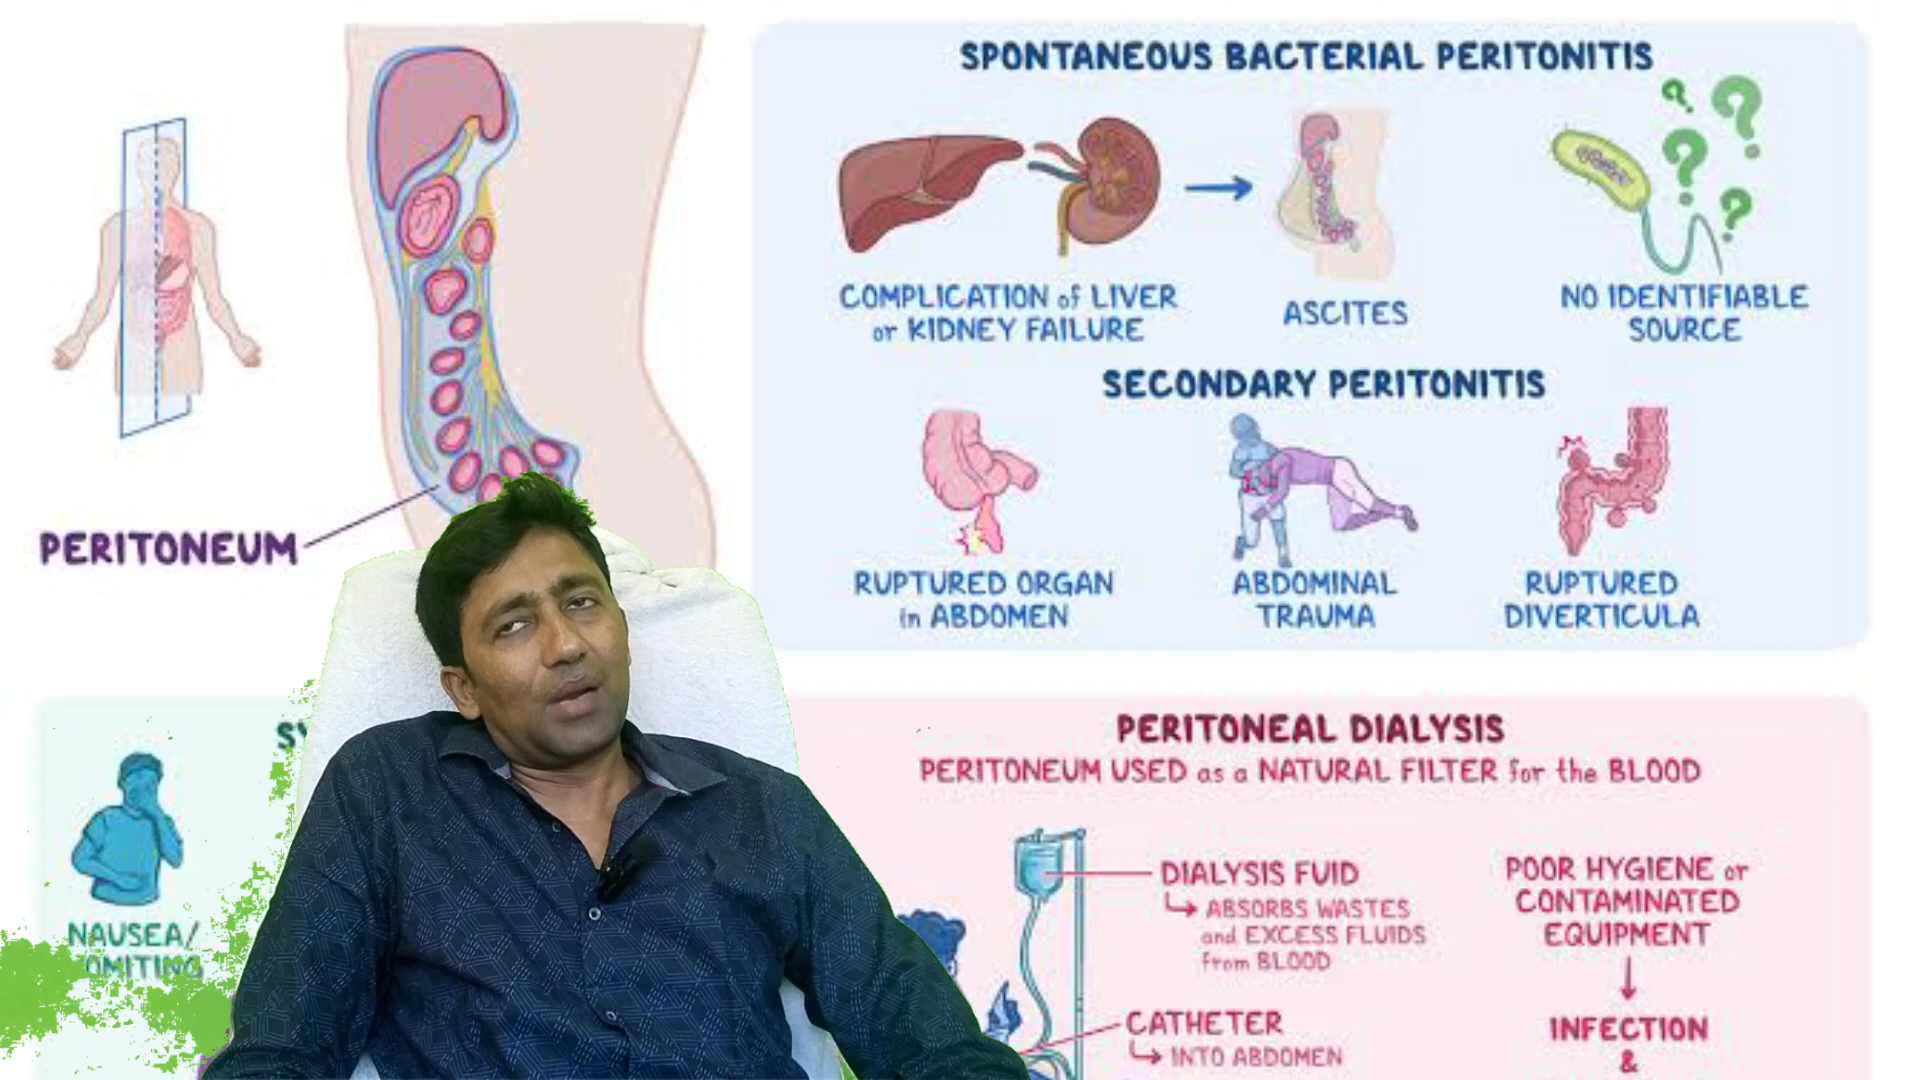 SPONTANEOUS BACTERIAL PERITONITIS
COMPLICATION of LIVER
or KIDNEY FAILURE
ASCITES
NO IDENTIFIABLE
SOURCE
SECONDARY PERITONITIS
RUPTURED ORGAN
in ABDOMEN
ABDOMINAL
TRAUMA
RUPTURED
DIVERTICULA
PERITONEUM
SY
NAUSEA/
OMITING
PERITONEAL DIALYSIS
PERITONEUM USED as a NATURAL FILTER for the BLOOD
DIALYSIS FUID
ABSORBS WASTES
and EXCESS FLUIDS
from BLOOD
CATHETER
INTO ABDOMEN
POOR HYGIENE or
CONTAMINATED
EQUIPMENT
INFECTION
&